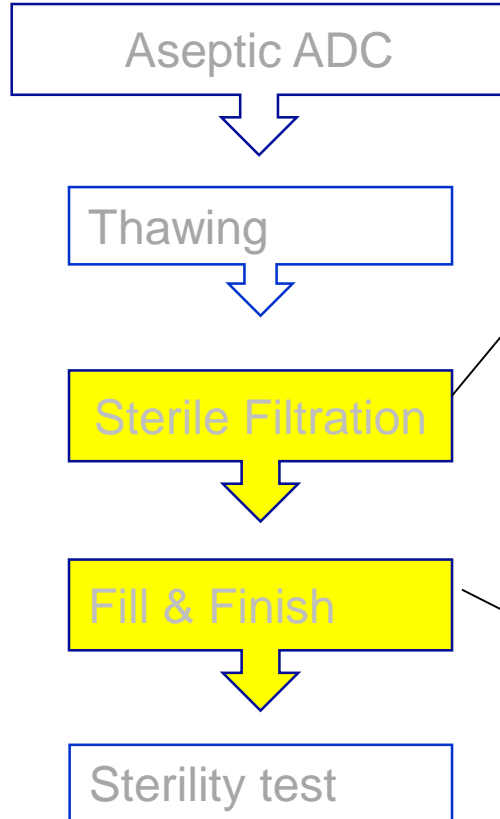 Aseptic ADC
Thawing
Sterile Filtration
Fill & Finish
Sterility test